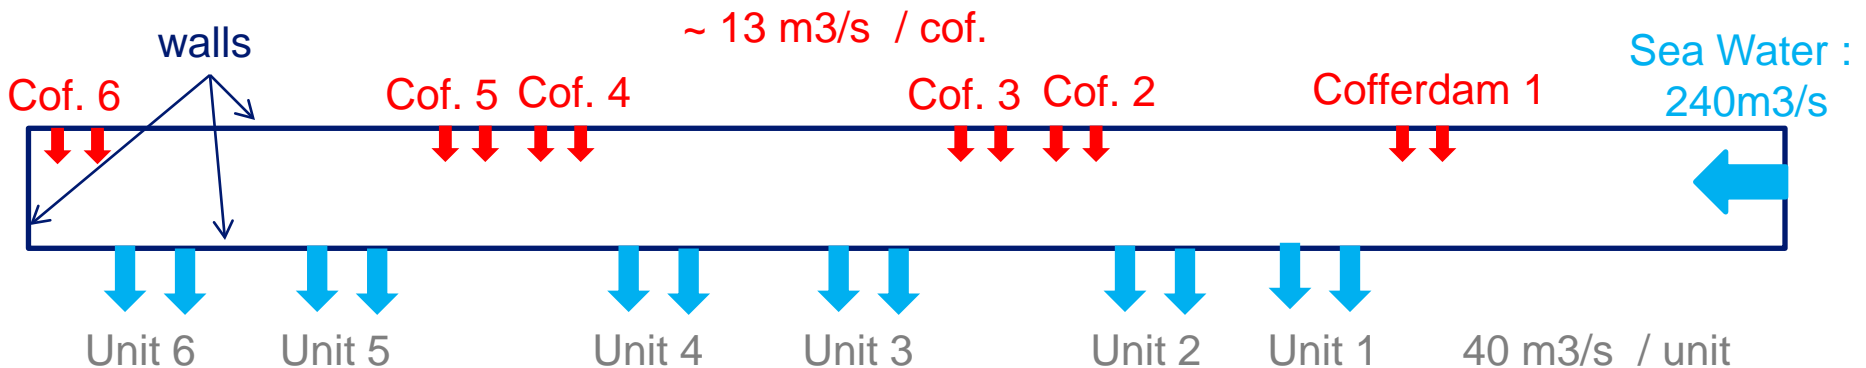 ~ 13 m3/s / cof.
walls
Sea Water :
240m3/s
Cof. 6
Cof. 5
Cof. 4
Cof. 3
Cof. 2
Cofferdam 1
Unit 6
Unit 5
Unit 4
Unit 3
Unit 2
Unit 1
40 m3/s / unit